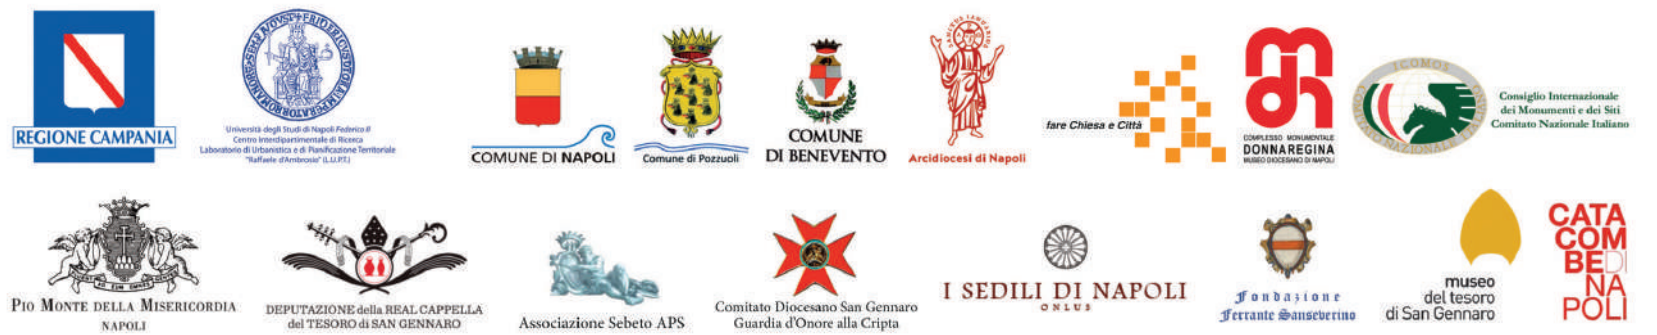 REGIONE CAMPANIA
Università degli Studi di Napoli Federico II
Centro Interdipartimentale di Ricerca
Laboratorio di Urbanistica e di Pianificazione Territoriale
"Raffaele d'Ambrosio" (L.U.P.T.)
COMUNE DI NAPOLI
Comune di Pozzuoli
COMUNE
DI BENEVENTO
Arcidiocesi di Napoli
fare Chiesa e Città
mdr
COMPLESSO MONUMENTALE
DONNAREGINA
MUSEO DIOCESANO DI NAPOLI
ICOMOS
Consiglio Internazionale
dei Monumenti e dei Siti
Comitato Nazionale Italiano
PIO MONTE DELLA MISERICORDIA
NAPOLI
DEPUTAZIONE della REAL CAPPELLA
del TESORO di SAN GENNARO
Associazione Sebeto APS
Comitato Diocesano San Gennaro
Guardia d'Onore alla Cripta
I SEDILI DI NAPOLI
ONLUS
Fondazione
Ferrante Sanseverino
museo
del tesoro
di San Gennaro
CATA
COM
BEDI
NA
POLI